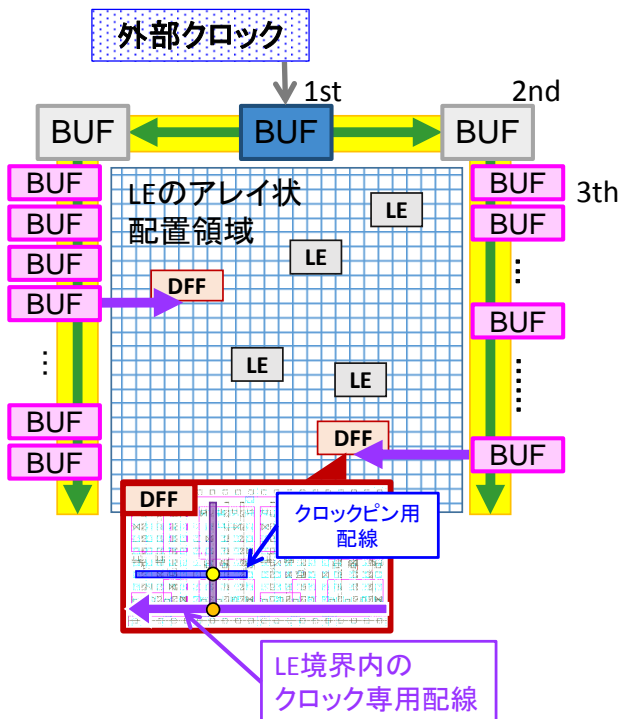 外部クロック
1st
2nd
BUF
BUF
BUF
BUF
BUF
BUF
BUF
⋮
BUF
BUF
LEのアレイ状
配置領域
LE
LE
DFF
LE
LE
DFF
BUF
3th
BUF
⋮
BUF
⋮
BUF
DFF
クロックピン用
配線
LE境界内の
クロック専用配線